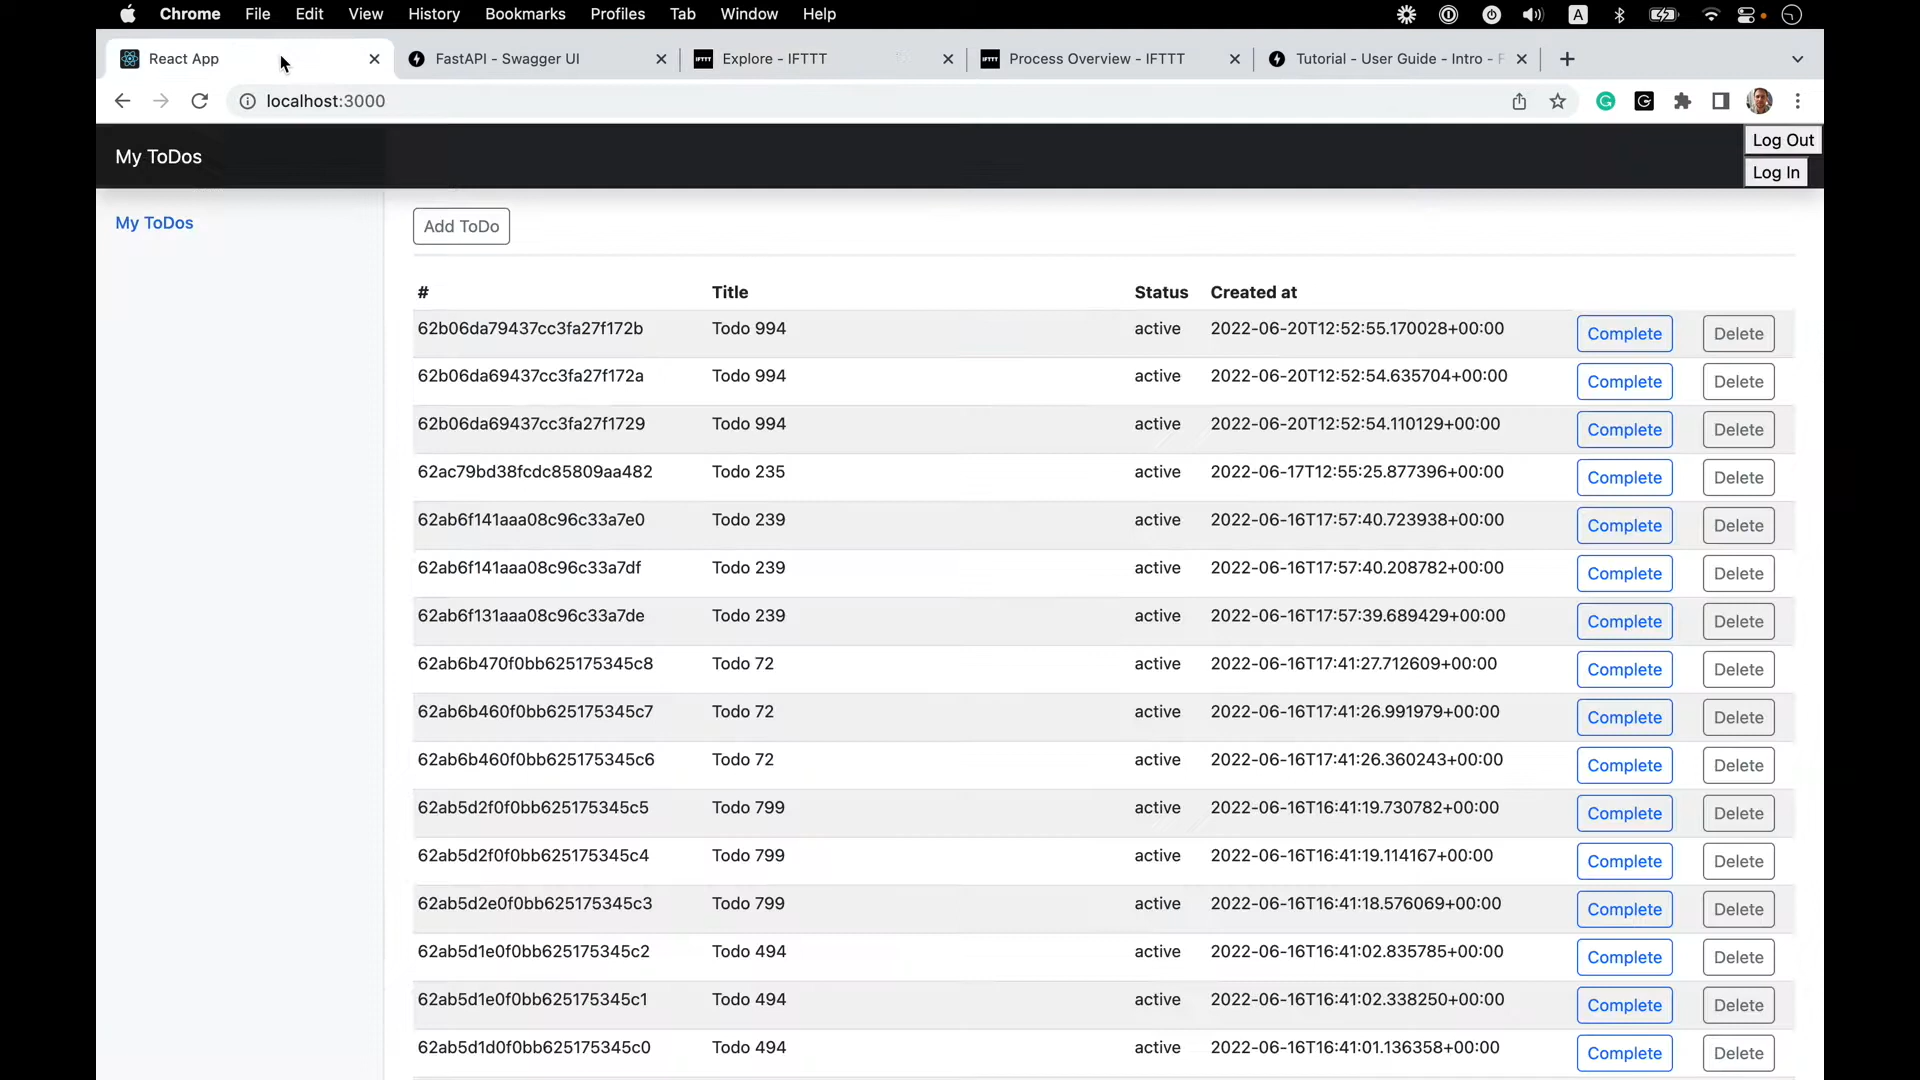 Chrome File Edit View History Bookmarks Profiles Tab Window Help A
React App FastAPI - Swagger UI IFTTT Explore - IFTTT IFTTT Process Overview - IFTTT Tutorial - User Guide - Intro - F
localhost:3000
My ToDos
Log Out
Log In
My ToDos
Add ToDo
# Title Status Created at
62b06da79437cc3fa27f172b Todo 994 active 2022-06-20T12:52:55.170028+00:00 Complete Delete
62b06da69437cc3fa27f172a Todo 994 active 2022-06-20T12:52:54.635704+00:00 Complete Delete
62b06da69437cc3fa27f1729 Todo 994 active 2022-06-20T12:52:54.110129+00:00 Complete Delete
62ac79bd38fcdc85809aa482 Todo 235 active 2022-06-17T12:55:25.877396+00:00 Complete Delete
62ab6f141aaa08c96c33a7e0 Todo 239 active 2022-06-16T17:57:40.723938+00:00 Complete Delete
62ab6f141aaa08c96c33a7df Todo 239 active 2022-06-16T17:57:40.208782+00:00 Complete Delete
62ab6f131aaa08c96c33a7de Todo 239 active 2022-06-16T17:57:39.689429+00:00 Complete Delete
62ab6b470f0bb625175345c8 Todo 72 active 2022-06-16T17:41:27.712609+00:00 Complete Delete
62ab6b460f0bb625175345c7 Todo 72 active 2022-06-16T17:41:26.991979+00:00 Complete Delete
62ab6b460f0bb625175345c6 Todo 72 active 2022-06-16T17:41:26.360243+00:00 Complete Delete
62ab5d2f0f0bb625175345c5 Todo 799 active 2022-06-16T16:41:19.730782+00:00 Complete Delete
62ab5d2f0f0bb625175345c4 Todo 799 active 2022-06-16T16:41:19.114167+00:00 Complete Delete
62ab5d2e0f0bb625175345c3 Todo 799 active 2022-06-16T16:41:18.576069+00:00 Complete Delete
62ab5d1e0f0bb625175345c2 Todo 494 active 2022-06-16T16:41:02.835785+00:00 Complete Delete
62ab5d1e0f0bb625175345c1 Todo 494 active 2022-06-16T16:41:02.338250+00:00 Complete Delete
62ab5d1d0f0bb625175345c0 Todo 494 active 2022-06-16T16:41:01.136358+00:00 Complete Delete